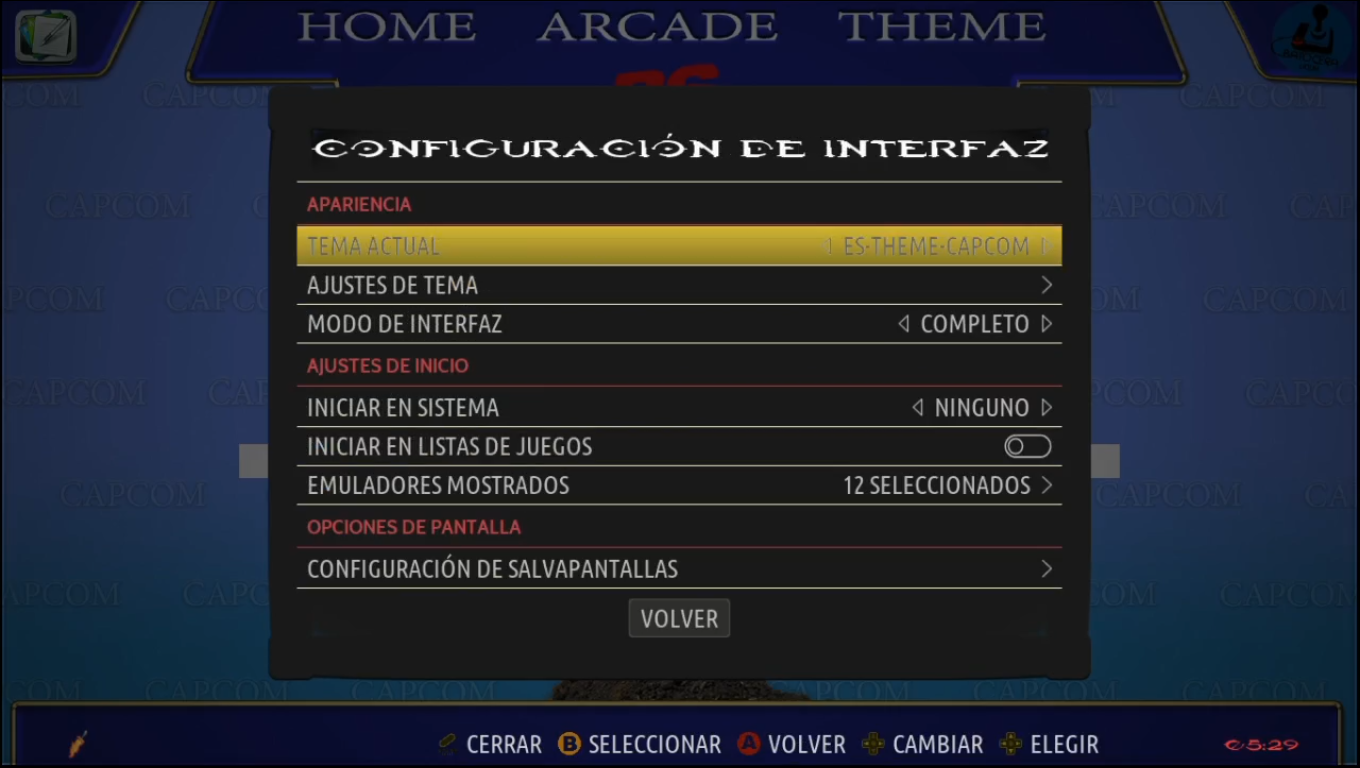 HOME ARCADE THEME
CAPCOM
CONFIGURACIÓN DE INTERFAZ
APARIENCIA
TEMA ACTUAL ES-THEME-CAPCOM
AJUSTES DE TEMA
MODO DE INTERFAZ COMPLETO
AJUSTES DE INICIO
INICIAR EN SISTEMA NINGUNO
INICIAR EN LISTAS DE JUEGOS
EMULADORES MOSTRADOS 12 SELECCIONADOS
OPCIONES DE PANTALLA
CONFIGURACIÓN DE SALVAPANTALLAS
VOLVER
CERRAR B SELECCIONAR A VOLVER CAMBIAR ELEGIR 05:29